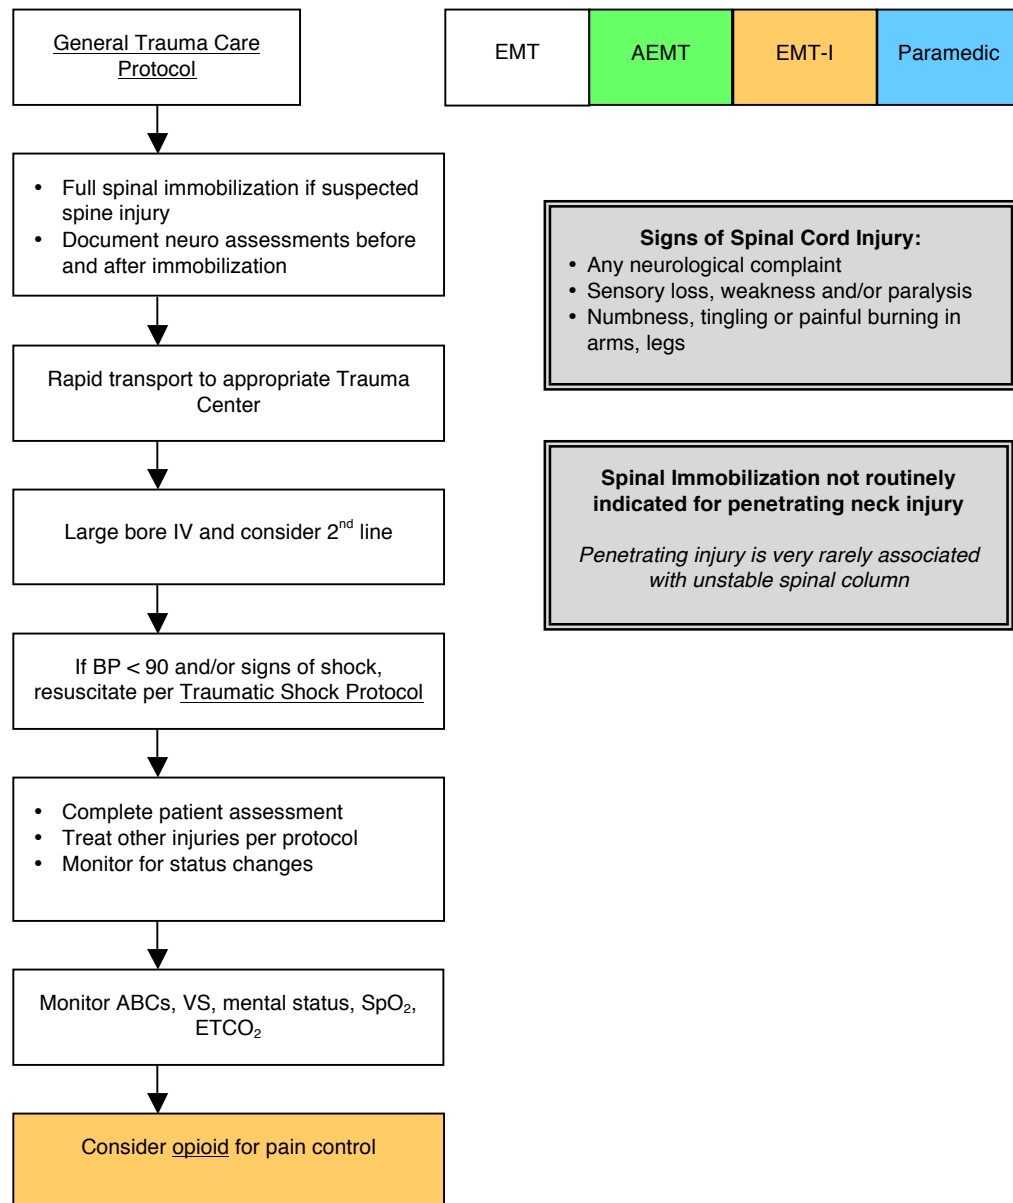 General Trauma Care
Protocol
EMT
AEMT
EMT-I
Paramedic
• Full spinal immobilization if suspected
spine injury
• Document neuro assessments before
and after immobilization
Signs of Spinal Cord Injury:
• Any neurological complaint
• Sensory loss, weakness and/or paralysis
• Numbness, tingling or painful burning in
arms, legs
Rapid transport to appropriate Trauma
Center
Spinal Immobilization not routinely
indicated for penetrating neck injury
Penetrating injury is very rarely associated
with unstable spinal column
Large bore IV and consider 2nd line
If BP < 90 and/or signs of shock,
resuscitate per Traumatic Shock Protocol
• Complete patient assessment
• Treat other injuries per protocol
• Monitor for status changes
Monitor ABCs, VS, mental status, SpO₂,
ETCO₂
Consider opioid for pain control